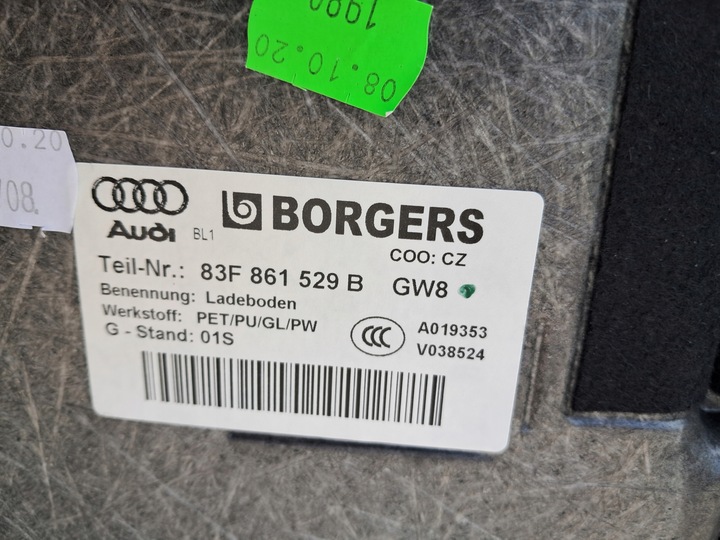 1980
08.10.20
0.20
/08.
Audi BL1
BORGERS
COO: CZ
Teil-Nr.: 83F 861 529 B GW8
Benennung: Ladeboden
Werkstoff: PET/PU/GL/PW
G - Stand: 01S
CCC
A019353
V038524